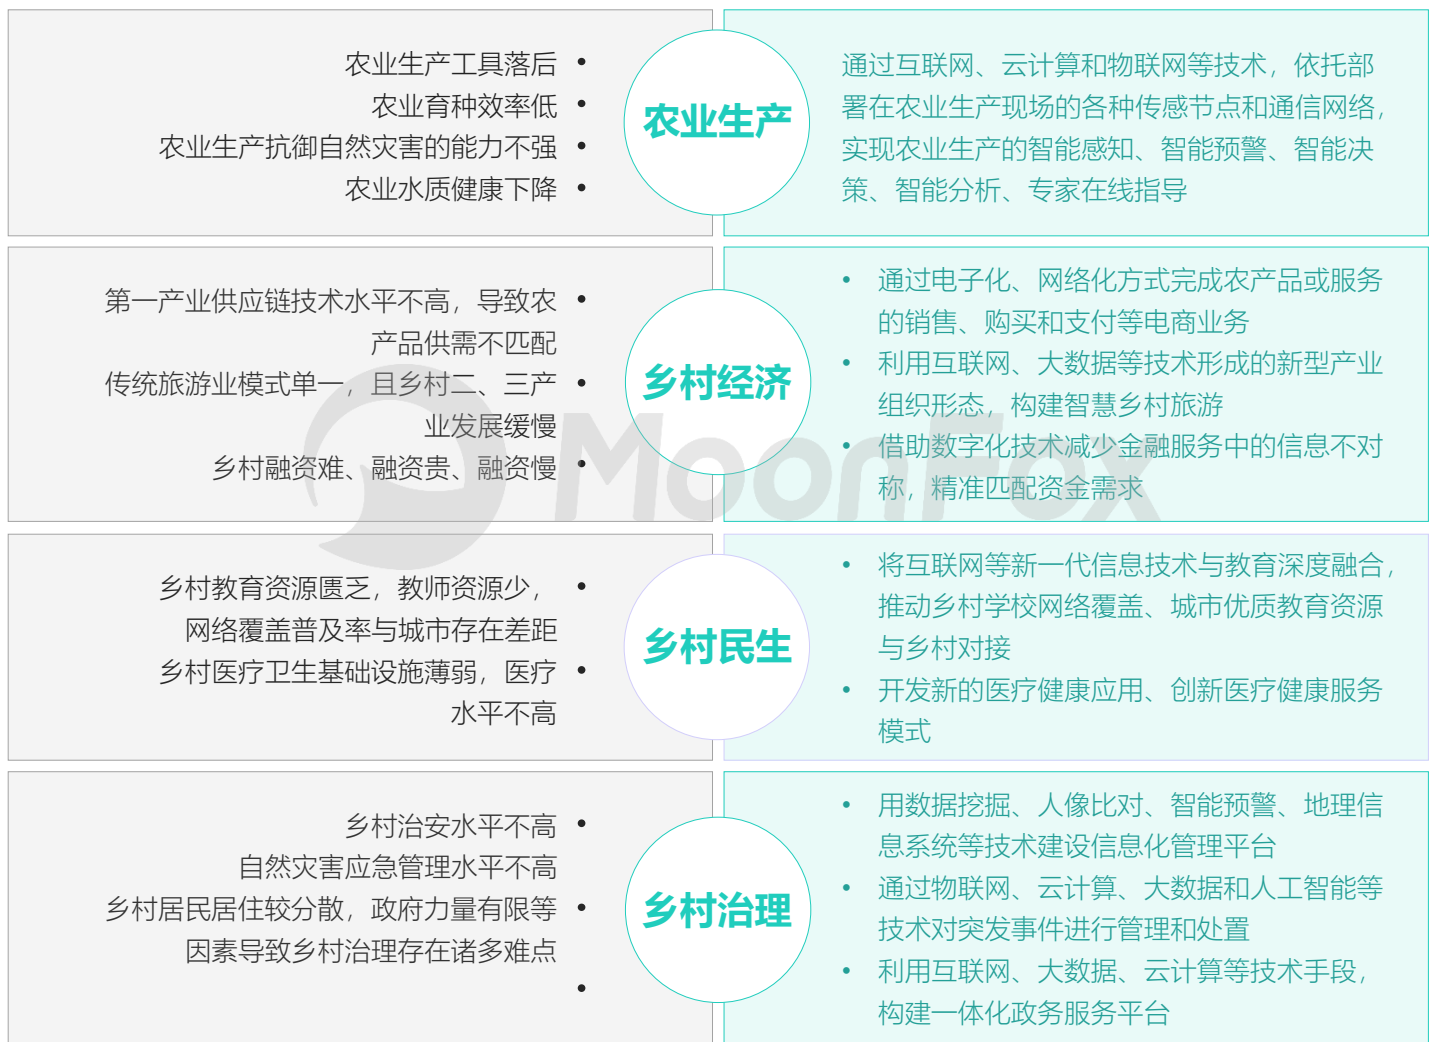 • 农业生产工具落后
• 农业育种效率低
• 农业生产抗御自然灾害的能力不强
• 农业水质健康下降
农业生产
通过互联网、云计算和物联网等技术，依托部
署在农业生产现场的各种传感节点和通信网络，
实现农业生产的智能感知、智能预警、智能决
策、智能分析、专家在线指导
• 第一产业供应链技术水平不高，导致农
产品供需不匹配
• 传统旅游业模式单一，且乡村二、三产
业发展缓慢
• 乡村融资难、融资贵、融资慢
乡村经济
• 通过电子化、网络化方式完成农产品或服务
的销售、购买和支付等电商业务
• 利用互联网、大数据等技术形成的新型产业
组织形态，构建智慧乡村旅游
• 借助数字化技术减少金融服务中的信息不对
称，精准匹配资金需求
MoonFox
• 乡村教育资源匮乏，教师资源少，
网络覆盖普及率与城市存在差距
• 乡村医疗卫生基础设施薄弱，医疗
水平不高
乡村民生
• 将互联网等新一代信息技术与教育深度融合，
推动乡村学校网络覆盖、城市优质教育资源
与乡村对接
• 开发新的医疗健康应用、创新医疗健康服务
模式
• 乡村治安水平不高
自然灾害应急管理水平不高
• 乡村居民居住较分散，政府力量有限等
因素导致乡村治理存在诸多难点
•
乡村治理
• 用数据挖掘、人像比对、智能预警、地理信
息系统等技术建设信息化管理平台
• 通过物联网、云计算、大数据和人工智能等
技术对突发事件进行管理和处置
• 利用互联网、大数据、云计算等技术手段，
构建一体化政务服务平台